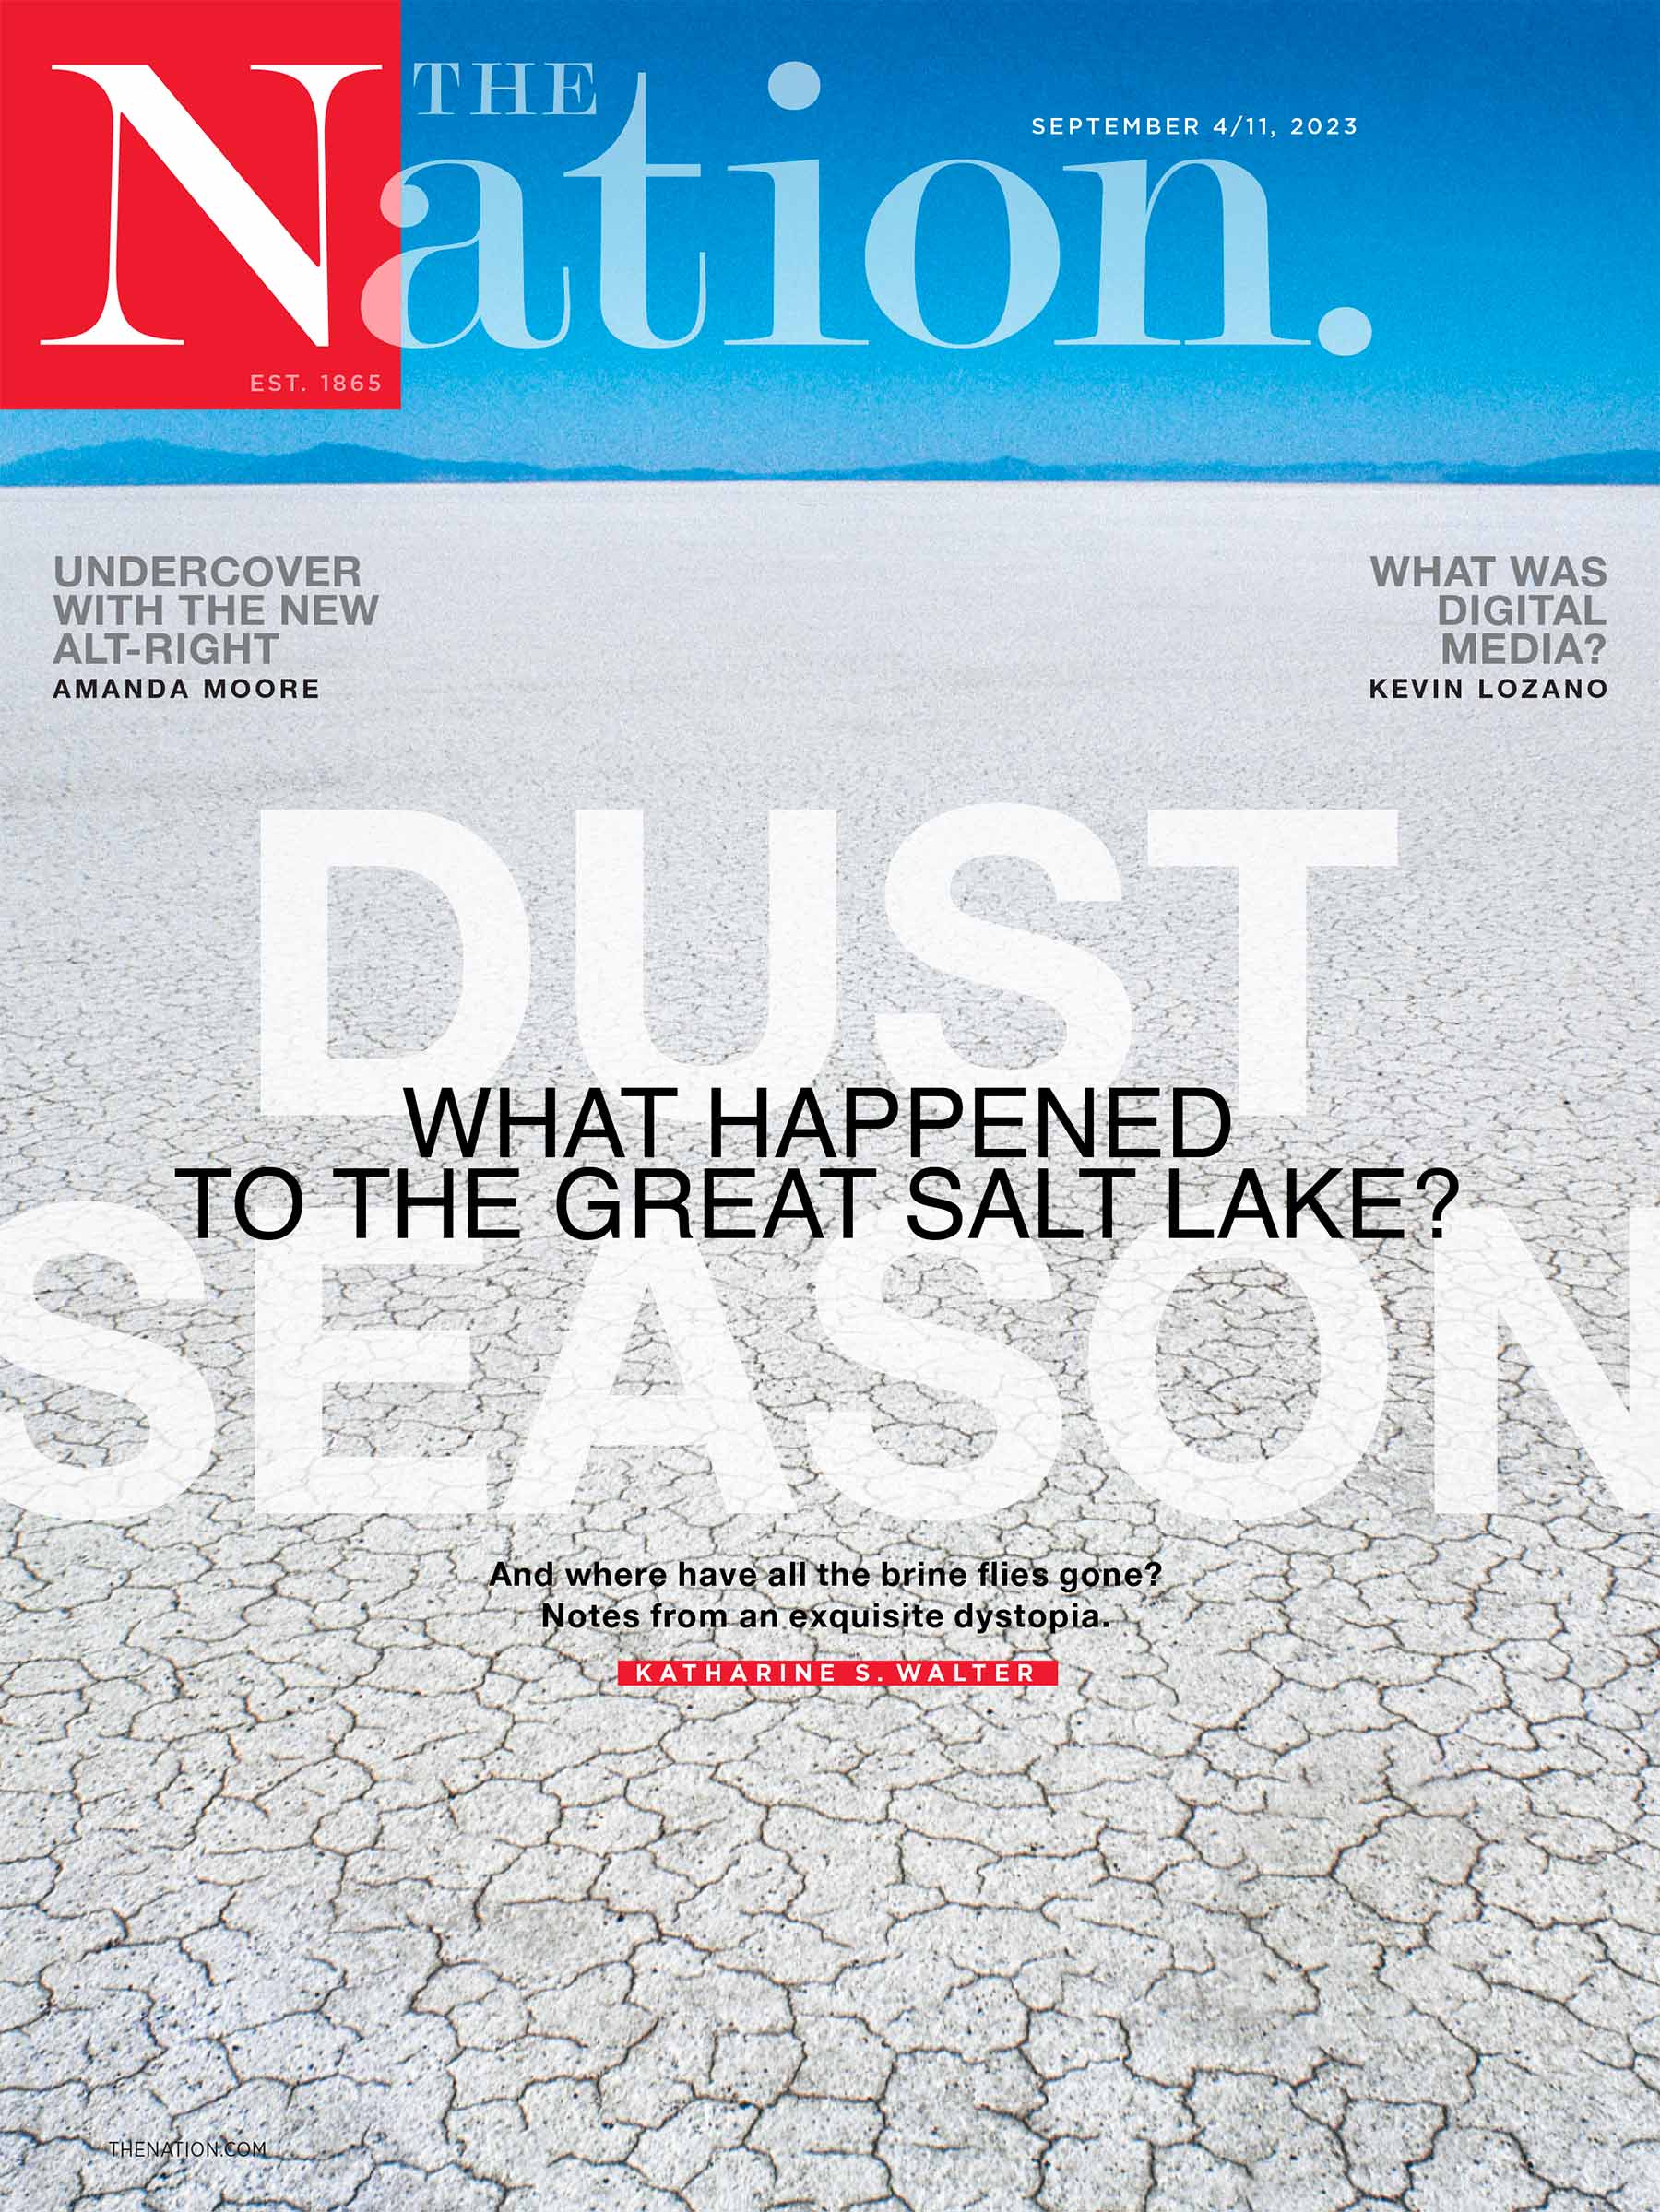 THE
Nation.
SEPTEMBER 4/11, 2023
EST. 1865
UNDERCOVER
WITH THE NEW
ALT-RIGHT
AMANDA MOORE
WHAT WAS
DIGITAL
MEDIA?
KEVIN LOZANO
DUST
WHAT HAPPENED
TO THE GREAT SALT LAKE?
SEASON
And where have all the brine flies gone?
Notes from an exquisite dystopia.
KATHARINE S. WALTER
THENATION.COM